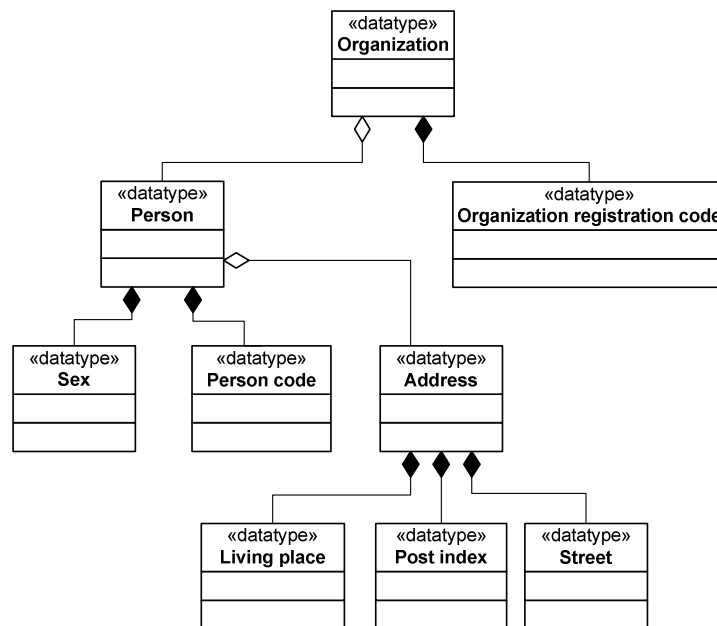 «datatype»
Organization
«datatype»
Person
«datatype»
Organization registration code
«datatype»
Sex
«datatype»
Person code
«datatype»
Address
«datatype»
Living place
«datatype»
Post index
«datatype»
Street